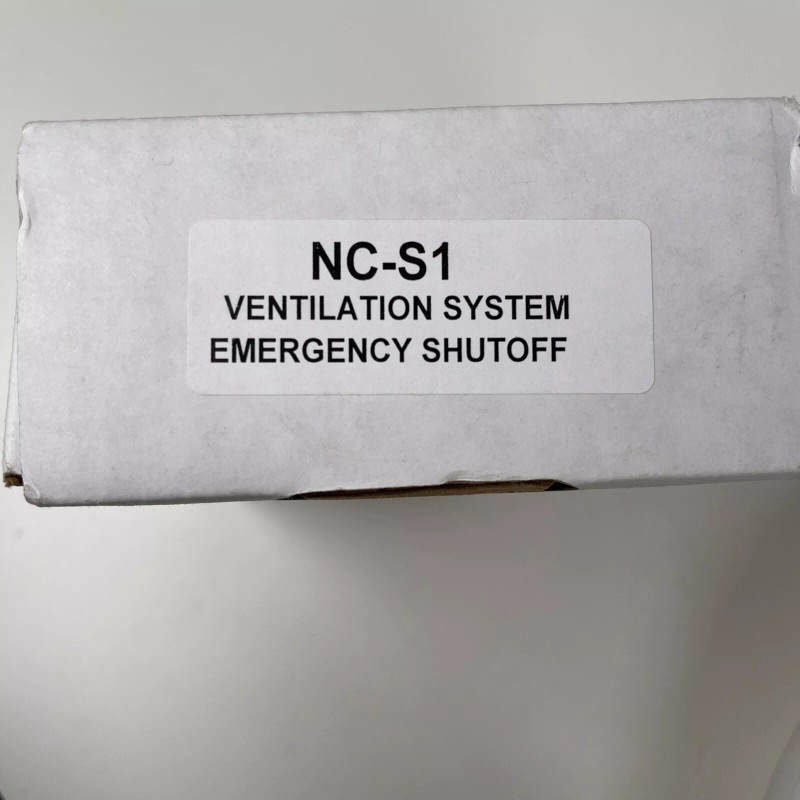 NC-S1
VENTILATION SYSTEM
EMERGENCY SHUTOFF